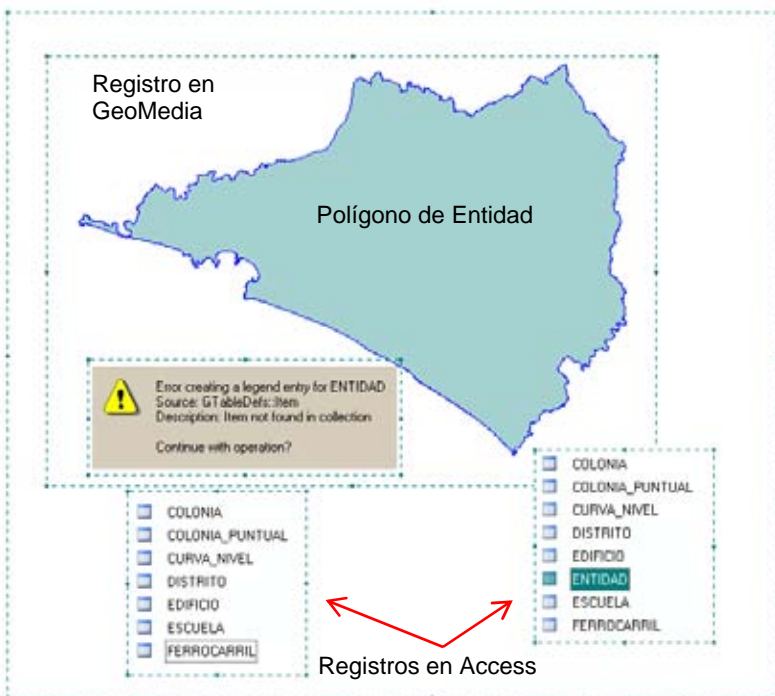 Registro en
GeoMedia
Polígono de Entidad
Error creating a legend entry for ENTIDAD
Source: GTableDefs::Item
Description: Item not found in collection
Continue with operation?
COLONIA
COLONIA_PUNTUAL
CURVA_NIVEL
DISTRITO
EDIFICIO
ESCUELA
FERROCARRIL
COLONIA
COLONIA_PUNTUAL
CURVA_NIVEL
DISTRITO
EDIFICIO
ENTIDAD
ESCUELA
FERROCARRIL
Registros en Access